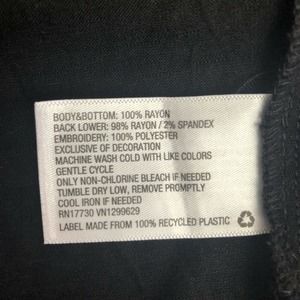 BODY&BOTTOM: 100% RAYON
BACK LOWER: 98% RAYON / 2% SPANDEX
EMBROIDERY: 100% POLYESTER
EXCLUSIVE OF DECORATION
MACHINE WASH COLD WITH LIKE COLORS
GENTLE CYCLE
ONLY NON-CHLORINE BLEACH IF NEEDED
TUMBLE DRY LOW, REMOVE PROMPTLY
COOL IRON IF NEEDED
RN17730 VN1299629
LABEL MADE FROM 100% RECYCLED PLASTIC